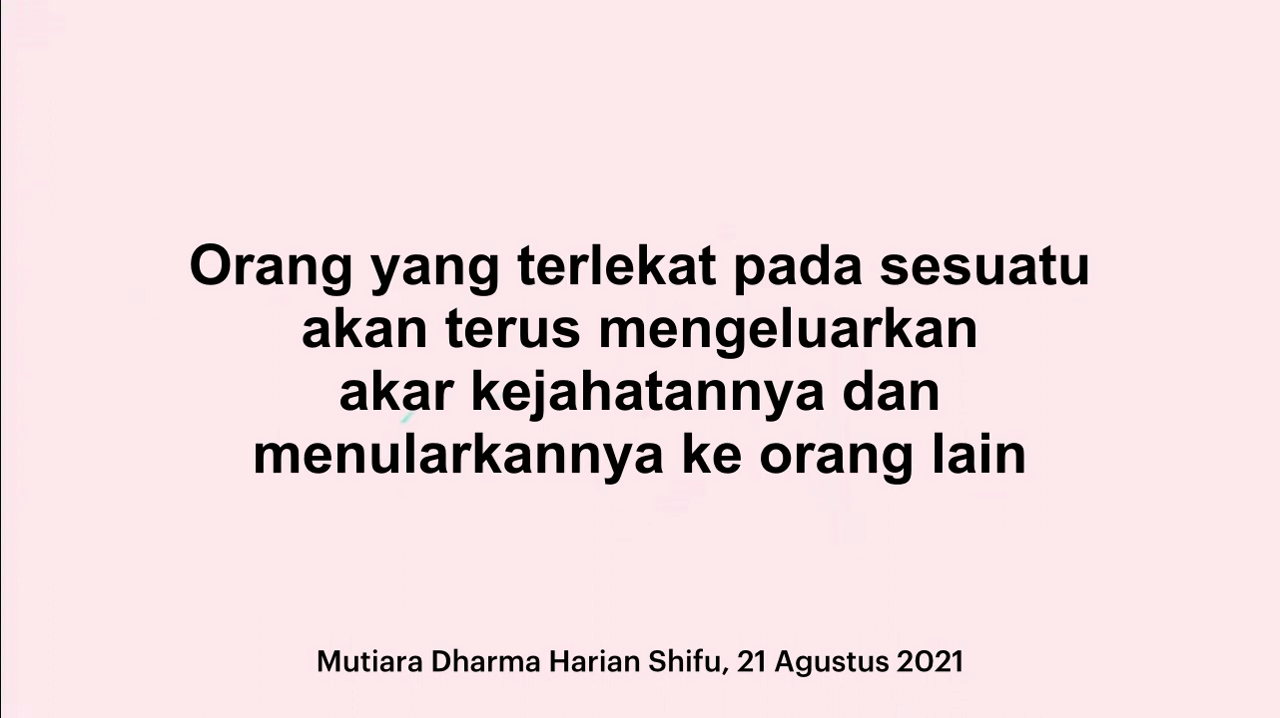 Orang yang terlekat pada sesuatu
akan terus mengeluarkan
akar kejahatannya dan
menularkannya ke orang lain
Mutiara Dharma Harian Shifu, 21 Agustus 2021